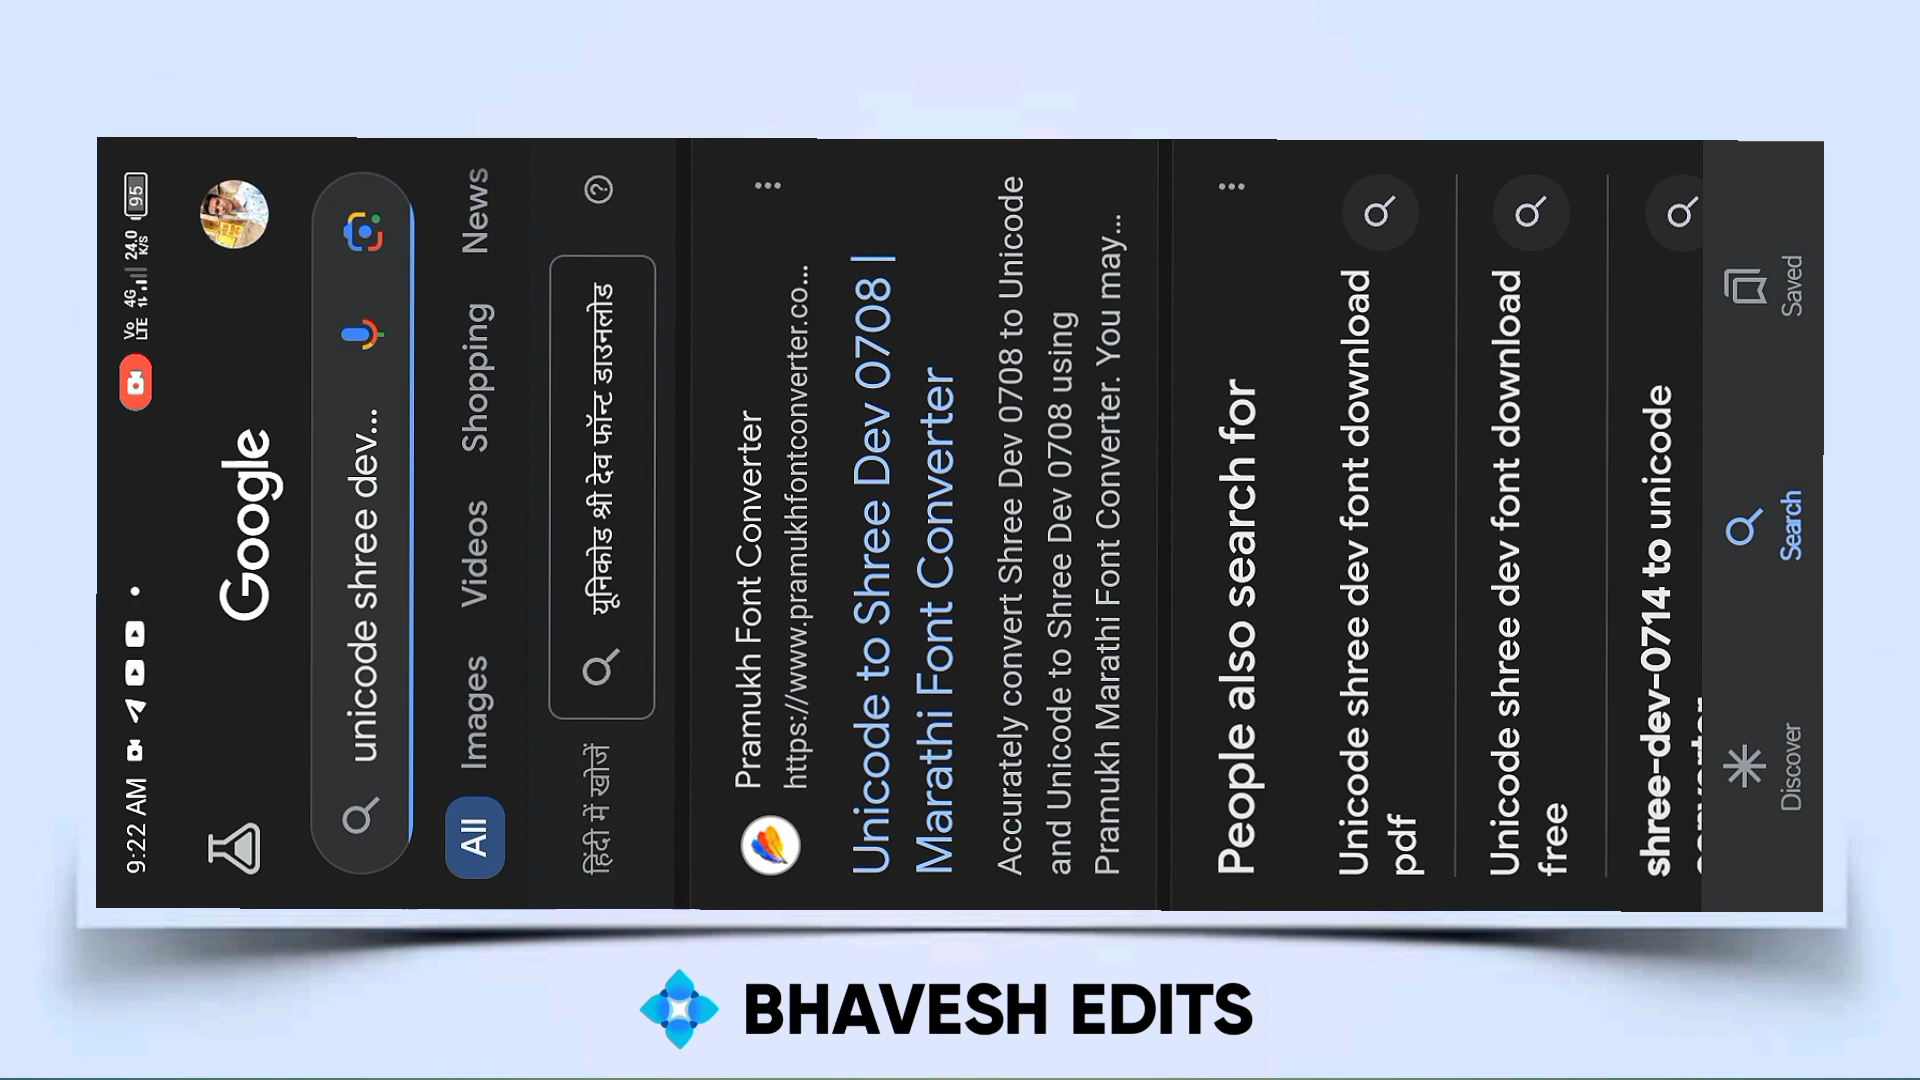 9:22 AM
Vo LTE 4G 24.0 K/S 95
Google
unicode shree dev...
All Images Videos Shopping News
हिंदी में खोजें यूनिकोड श्री देव फॉन्ट डाउनलोड
Pramukh Font Converter
https://www.pramukhfontconverter.co...
Unicode to Shree Dev 0708 |
Marathi Font Converter
Accurately convert Shree Dev 0708 to Unicode
and Unicode to Shree Dev 0708 using
Pramukh Marathi Font Converter. You may...
People also search for
Unicode shree dev font download
pdf
Unicode shree dev font download
free
shree-dev-0714 to unicode
Discover Search Saved
BHAVESH EDITS